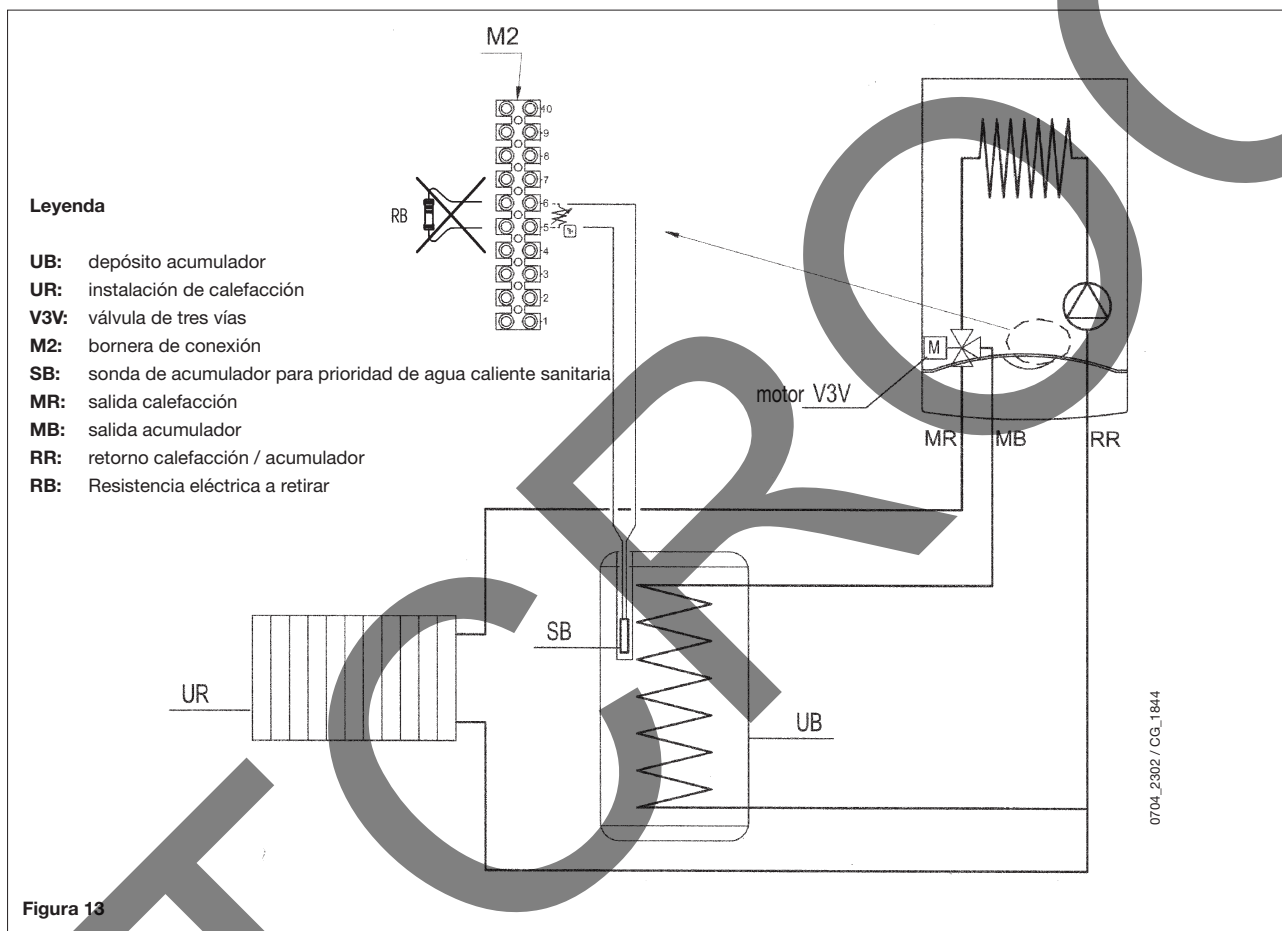 M2
10
9
8
7
6
5
4
3
2
1
RB
Leyenda
UB: depósito acumulador
UR: instalación de calefacción
V3V: válvula de tres vías
M2: bornera de conexión
SB: sonda de acumulador para prioridad de agua caliente sanitaria
MR: salida calefacción
MB: salida acumulador
RR: retorno calefacción / acumulador
RB: Resistencia eléctrica a retirar
M
motor V3V
MR MB RR
SB
UR
UB
0704_2302 / CG_1844
Figura 13